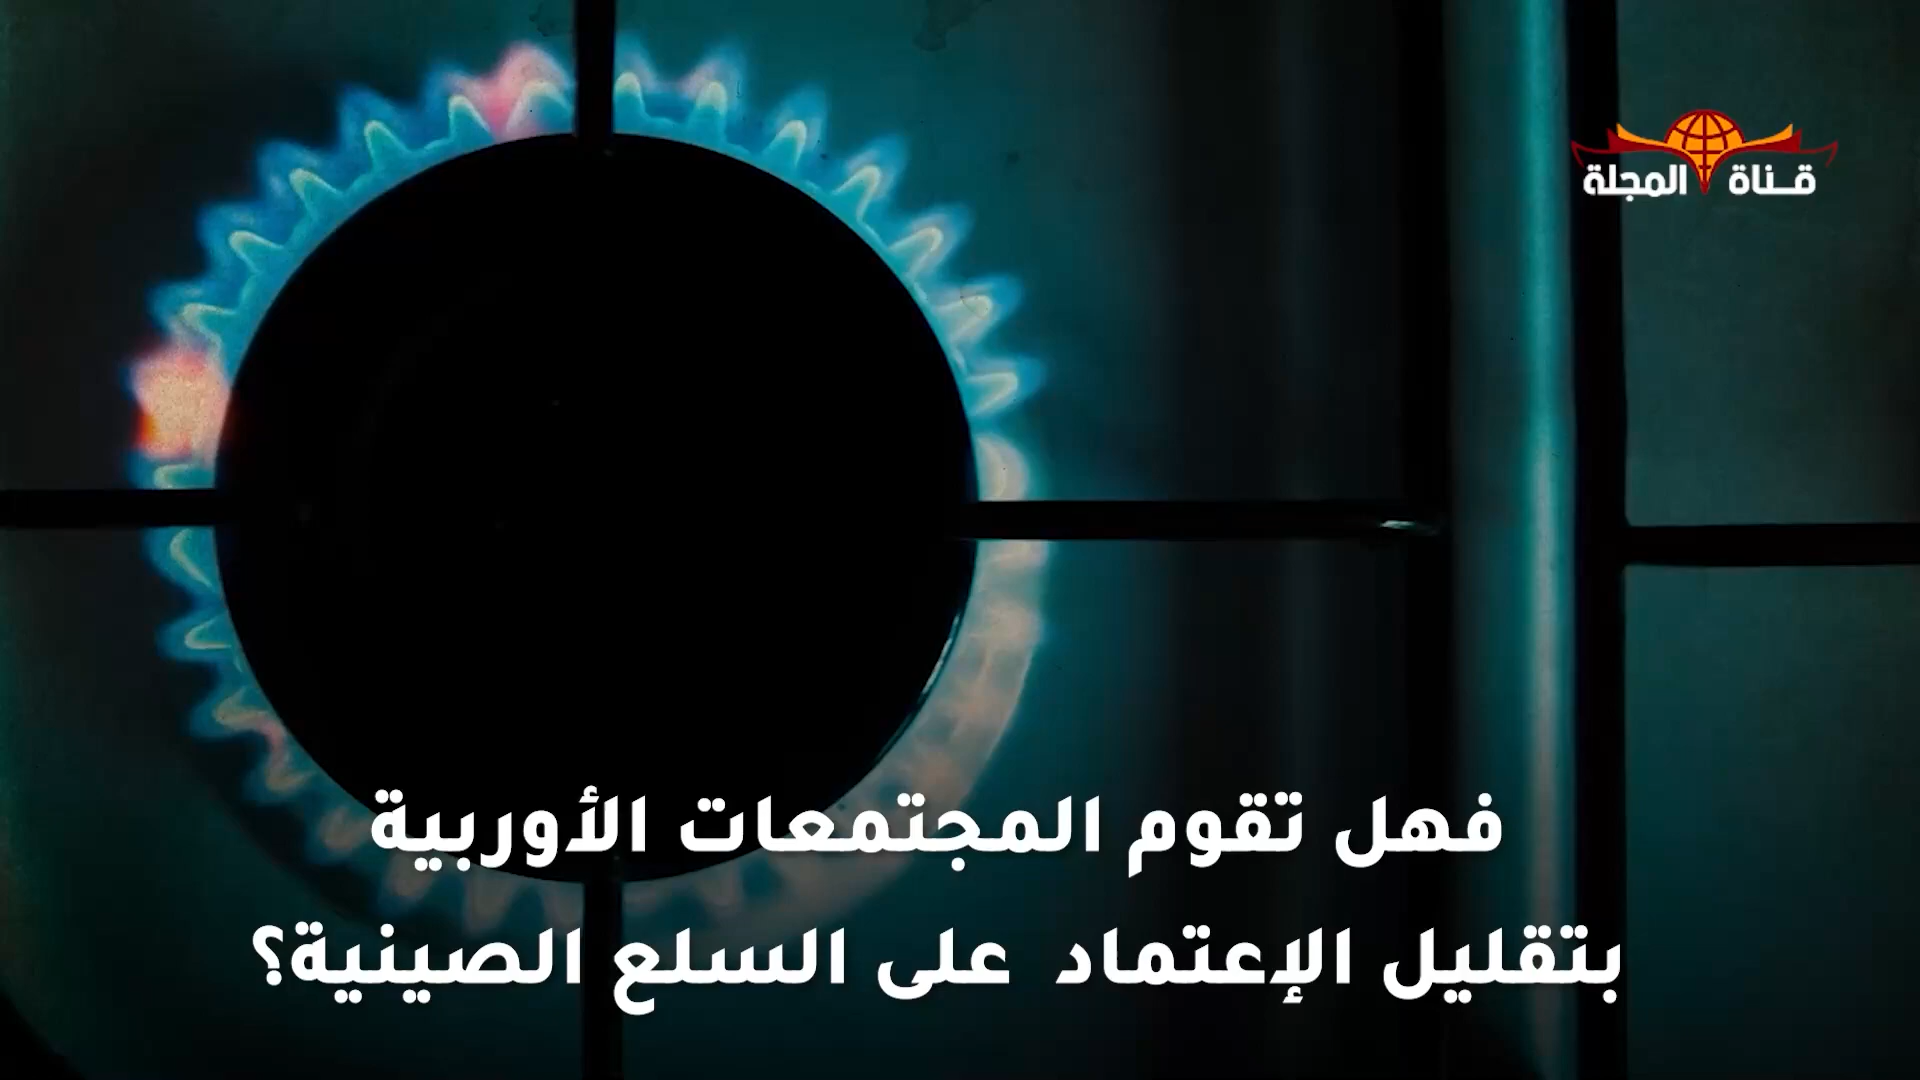 قناة المجلة
فهل تقوم المجتمعات الأوربية
بتقليل الإعتماد على السلع الصينية؟